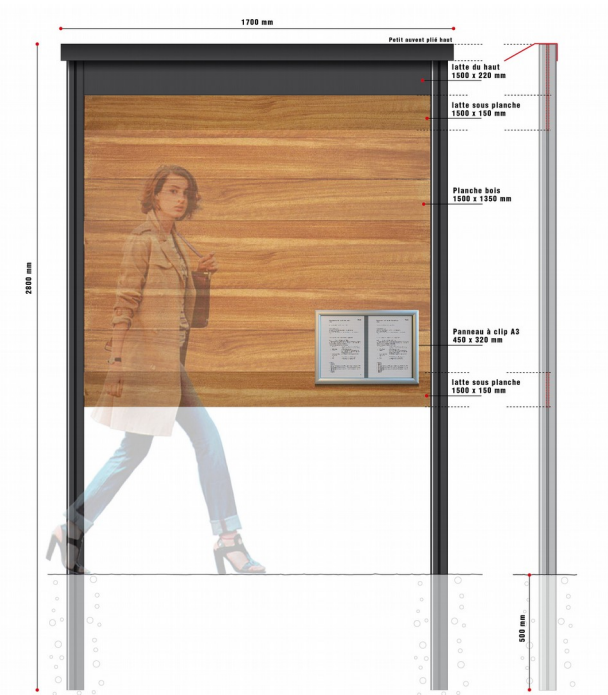 1700 mm
Petit auvent plié haut
latte du haut
1500 x 220 mm
latte sous planche
1500 x 150 mm
Planche bois
1500 x 1350 mm
2800 mm
Panneau à clip A3
450 x 320 mm
latte sous planche
1500 x 150 mm
500 mm